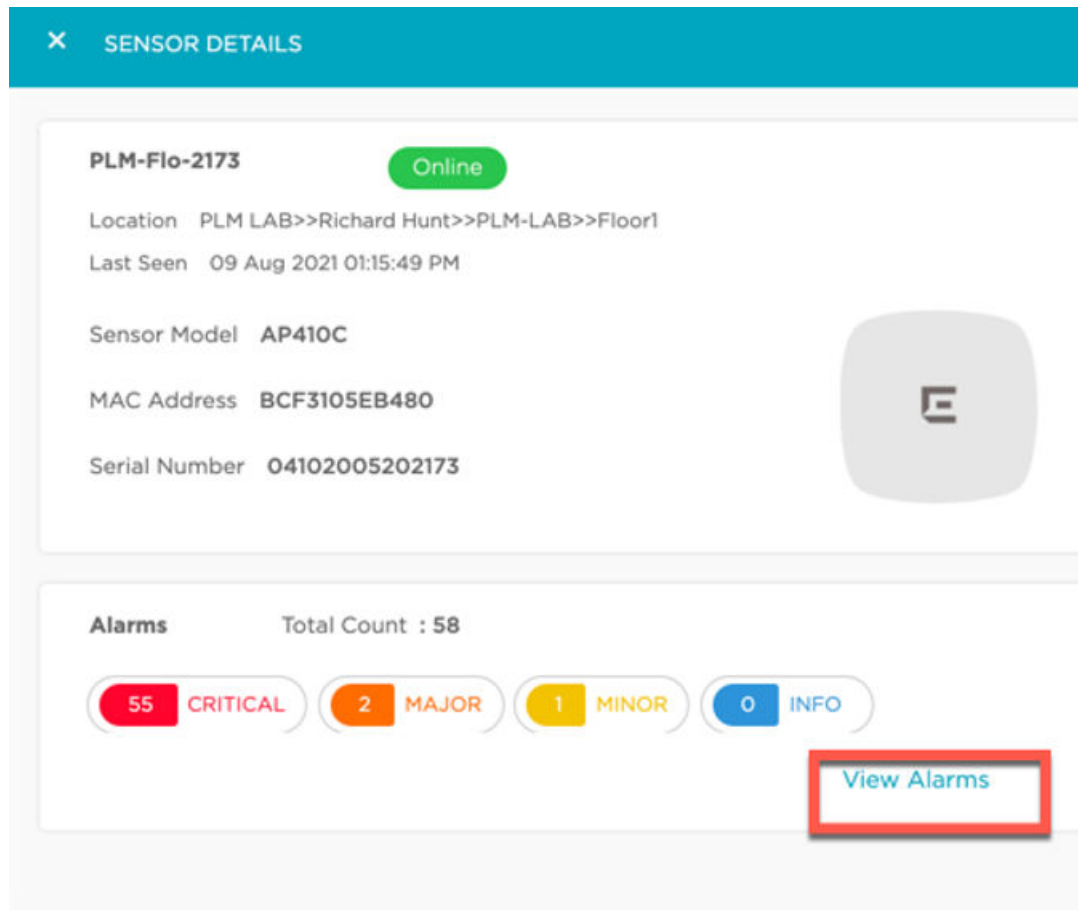 × SENSOR DETAILS
PLM-Flo-2173 Online
Location PLM LAB>>Richard Hunt>>PLM-LAB>>Floor1
Last Seen 09 Aug 2021 01:15:49 PM
Sensor Model AP410C
MAC Address BCF3105EB480
Serial Number 04102005202173
E
Alarms Total Count : 58
55 CRITICAL 2 MAJOR 1 MINOR 0 INFO
View Alarms